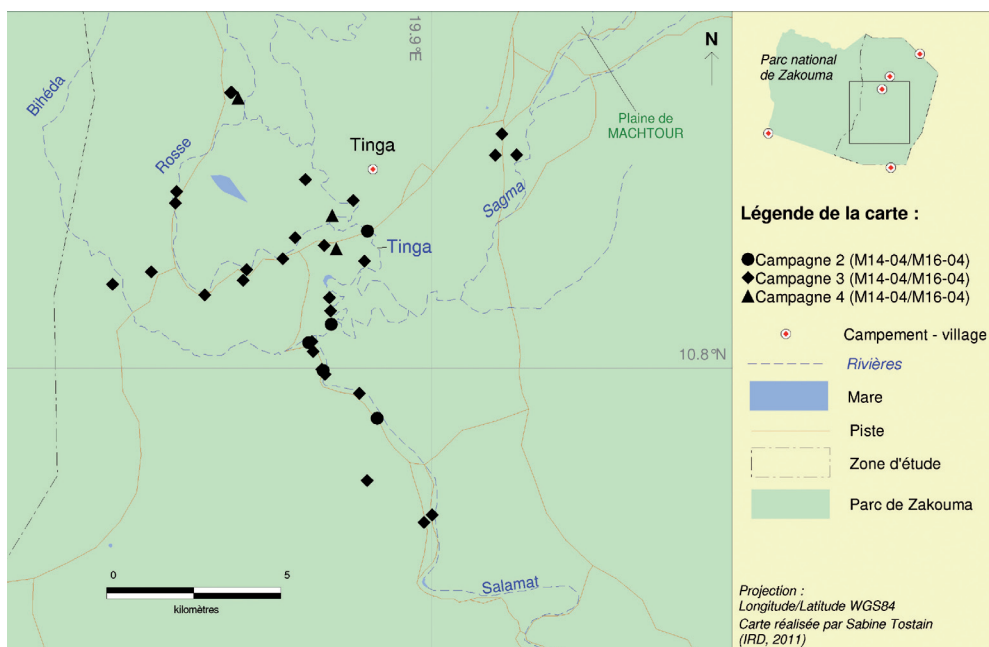 19.9°E
N
Bihéda
Parc national
de Zakouma
Plaine de
MACHTOUR
Rosse
Tinga
Sagma
Tinga
Légende de la carte :
Campagne 2 (M14-04/M16-04)
Campagne 3 (M14-04/M16-04)
Campagne 4 (M14-04/M16-04)
Campement - village
10.8°N
Rivières
Mare
Piste
Zone d'étude
Parc de Zakouma
0 5
kilomètres
Salamat
Projection :
Longitude/Latitude WGS84
Carte réalisée par Sabine Tostain
(IRD, 2011)